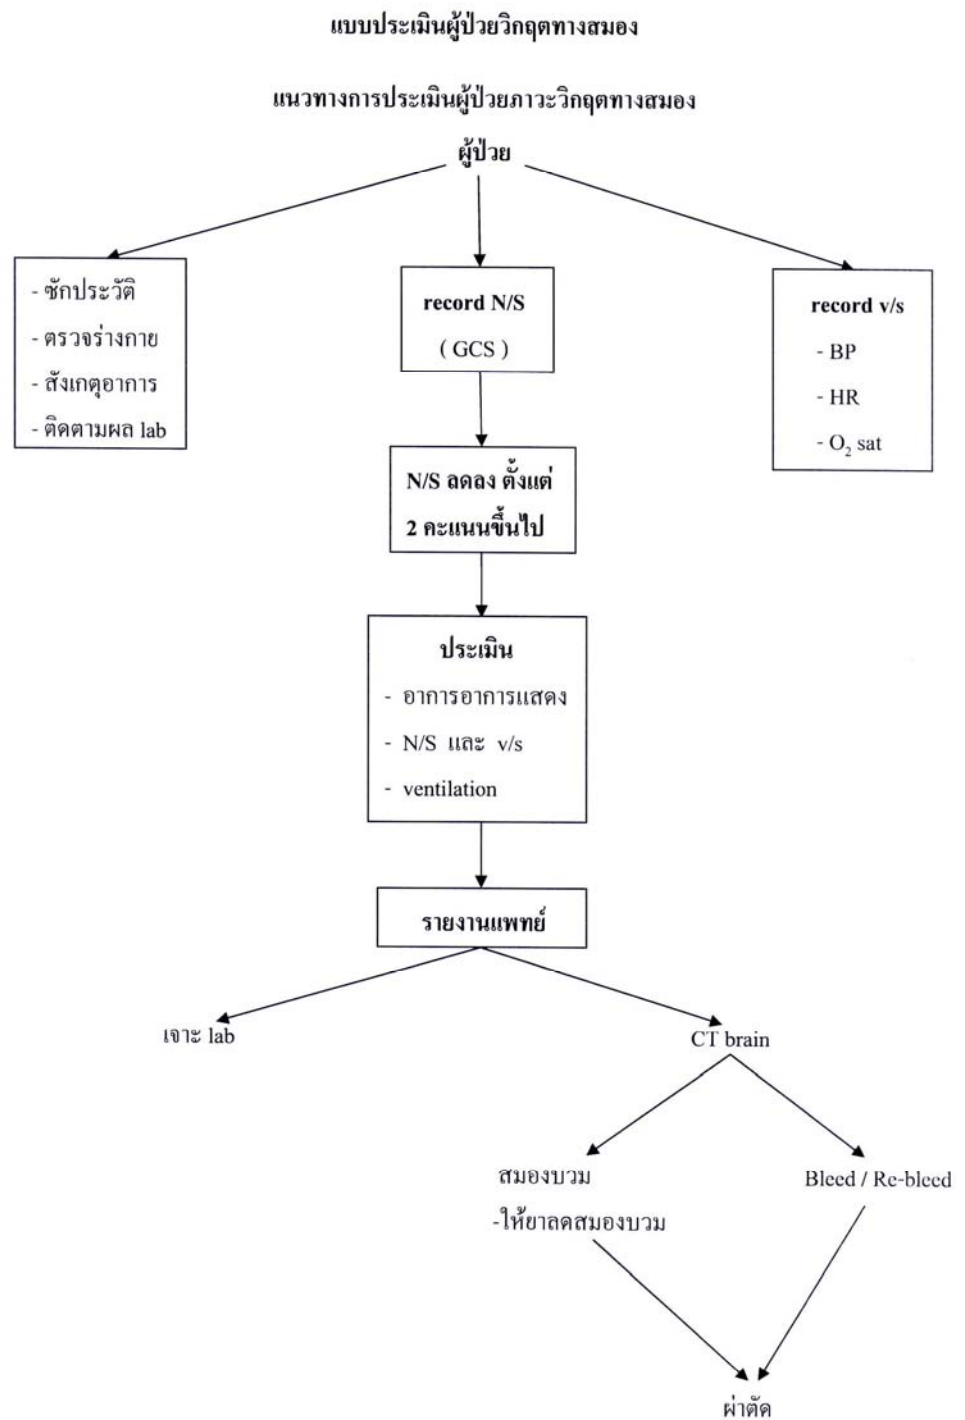 แบบประเมินผู้ป่วยวิกฤตทางสมอง
แนวทางการประเมินผู้ป่วยภาวะวิกฤตทางสมอง
ผู้ป่วย
- ซักประวัติ
- ตรวจร่างกาย
- สังเกตุอาการ
- ติดตามผล lab
record N/S
( GCS )
record v/s
- BP
- HR
- O₂ sat
N/S ลดลง ตั้งแต่
2 คะแนนขึ้นไป
ประเมิน
- อาการอาการแสดง
- N/S และ v/s
- ventilation
รายงานแพทย์
เจาะ lab
CT brain
สมองบวม
-ให้ยาลดสมองบวม
Bleed / Re-bleed
ผ่าตัด